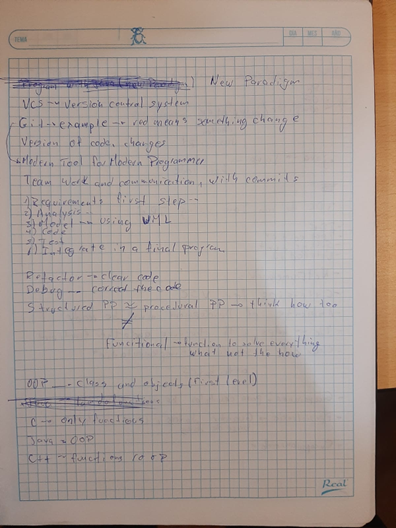 New Paradigm
VCS → Version control system
Git → example → red means something change
Version of code, changes
Modern Tool for Modern Programmer
Team work and communication, with commits
1) Requirements first step --
2) Analysis --
3) Model → using UML
4) Code
5) Test
6) Integrate in a final program
Refactor → clear code
Debug → the code
Structured PP ≈ procedural PP → think how too
≠
Functional → function to solve everything
what not the how
OOP → class and objects (First level)
C → only functions
Java → OOP
C++ → functions OOP
Real